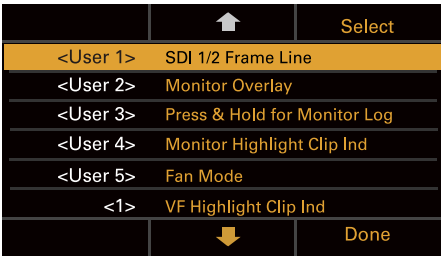 Select
<User 1> SDI 1/2 Frame Line
<User 2> Monitor Overlay
<User 3> Press & Hold for Monitor Log
<User 4> Monitor Highlight Clip Ind
<User 5> Fan Mode
<1> VF Highlight Clip Ind
Done